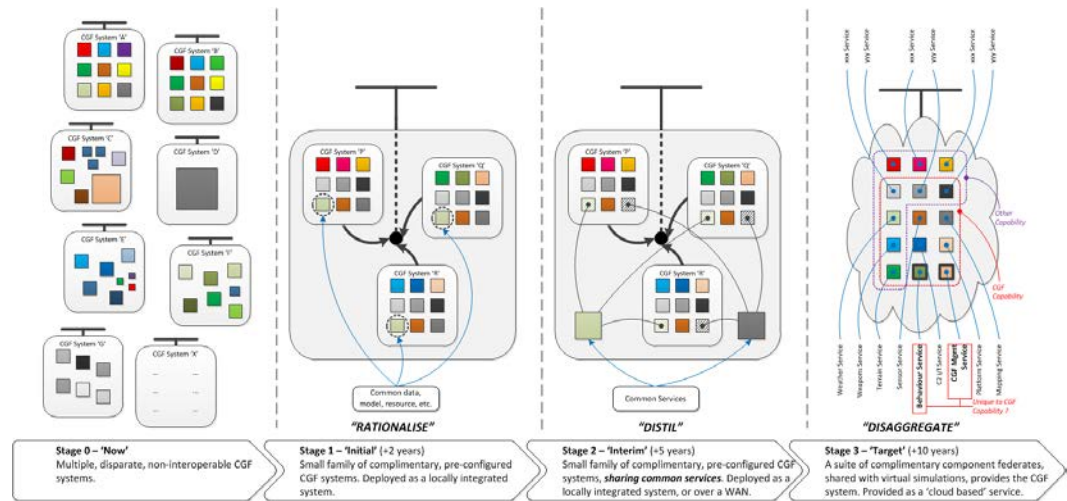 CGF System 'A'
CGF System 'B'
CGF System 'C'
CGF System 'D'
CGF System 'E'
CGF System 'F'
CGF System 'G'
CGF System 'X'
CGF System 'P'
CGF System 'Q'
CGF System 'R'
Common data,
model, resource, etc.
"RATIONALISE"
CGF System 'P'
CGF System 'Q'
CGF System 'R'
Common Services
"DISTIL"
xxx Service
yyy Service
xxx Service
yyy Service
xxx Service
yyy Service
Other
Capability
CGF
Capability
Weather Service
Weapons Service
Terrain Service
Sensor Service
Behaviour Service
C2 i/f Service
CGF Mgmt
Service
Platform Service
Mapping Service
Unique to CGF
Capability ?
"DISAGGREGATE"
Stage 0 – 'Now'
Multiple, disparate, non-interoperable CGF
systems.
Stage 1 – 'Initial' (+2 years)
Small family of complimentary, pre-configured
CGF systems. Deployed as a locally integrated
system.
Stage 2 – 'Interim' (+5 years)
Small family of complimentary, pre-configured CGF
systems, sharing common services. Deployed as a
locally integrated system, or over a WAN.
Stage 3 – 'Target' (+10 years)
A suite of complimentary component federates,
shared with virtual simulations, provides the CGF
system. Provided as a 'cloud based' service.